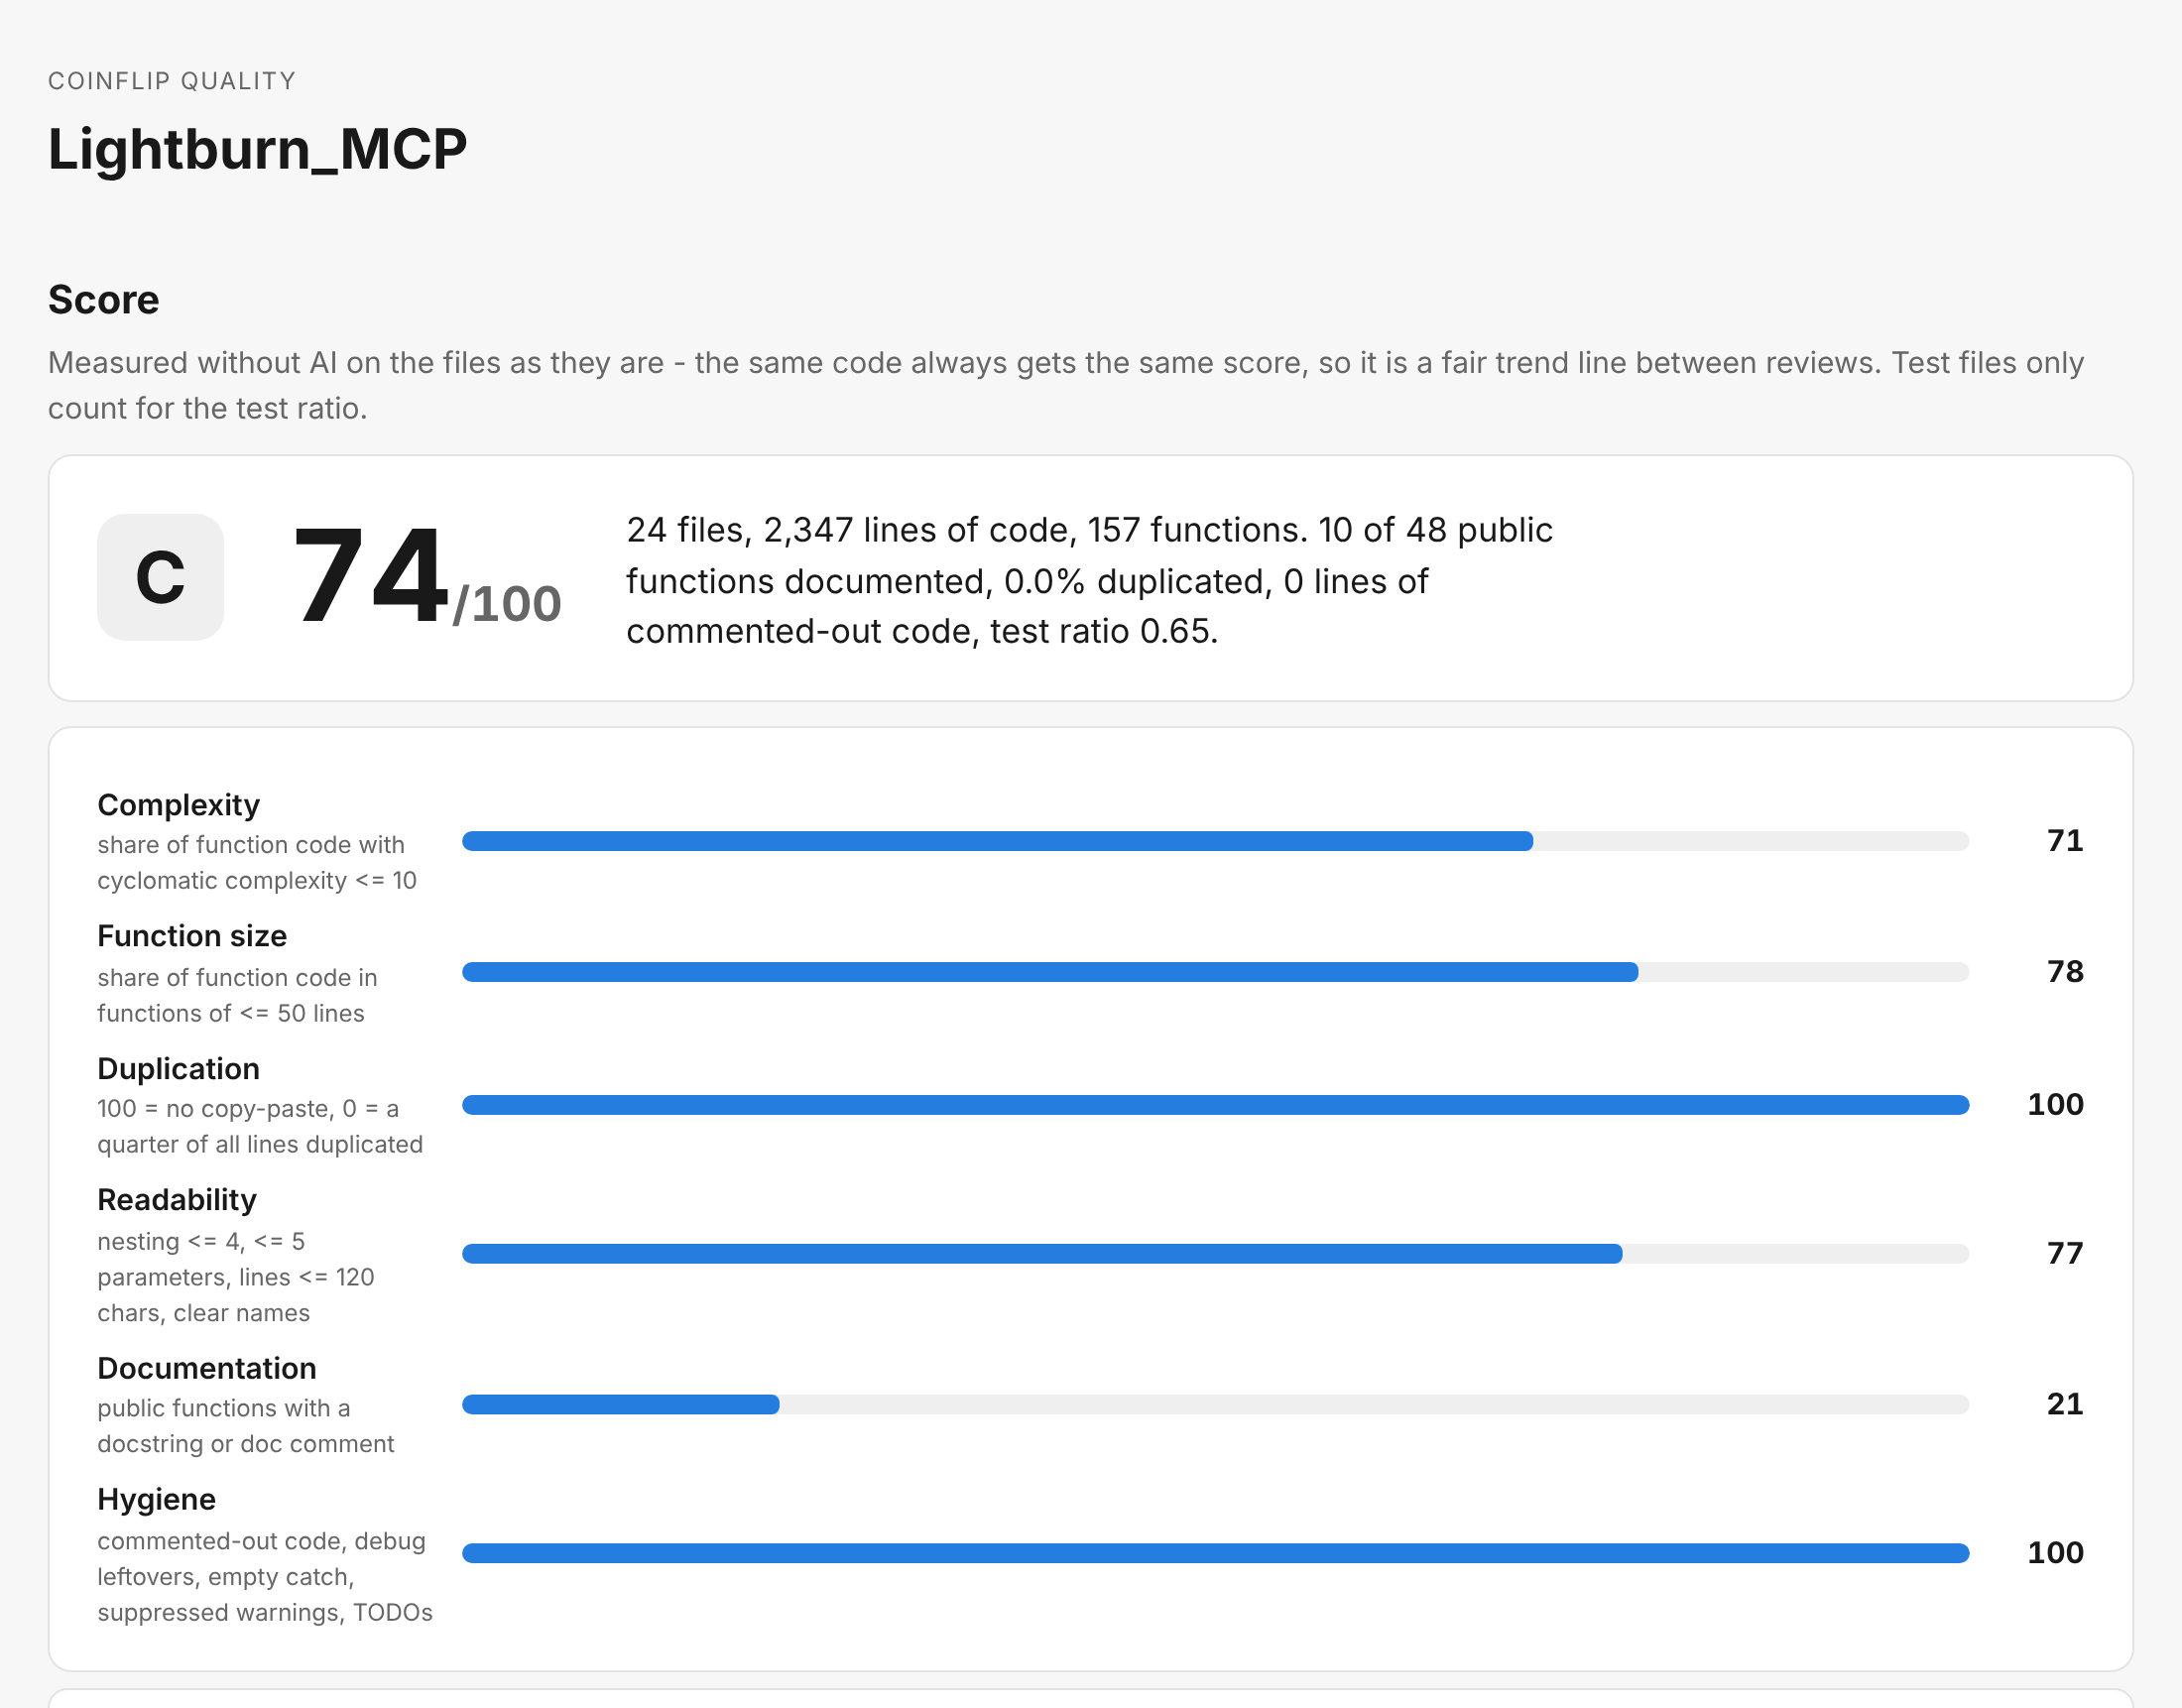 COINFLIP QUALITY
Lightburn_MCP
Score
Measured without AI on the files as they are - the same code always gets the same score, so it is a fair trend line between reviews. Test files only
count for the test ratio.
C
74/100
24 files, 2,347 lines of code, 157 functions. 10 of 48 public
functions documented, 0.0% duplicated, 0 lines of
commented-out code, test ratio 0.65.
Complexity
share of function code with
cyclomatic complexity <= 10
71
Function size
share of function code in
functions of <= 50 lines
78
Duplication
100 = no copy-paste, 0 = a
quarter of all lines duplicated
100
Readability
nesting <= 4, <= 5
parameters, lines <= 120
chars, clear names
77
Documentation
public functions with a
docstring or doc comment
21
Hygiene
commented-out code, debug
leftovers, empty catch,
suppressed warnings, TODOs
100